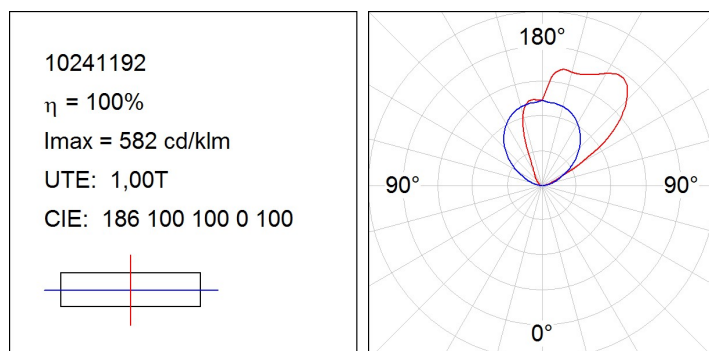 10241192
η = 100%
Imax = 582 cd/klm
UTE: 1,00T
CIE: 186 100 100 0 100
180°
90° 90°
0°